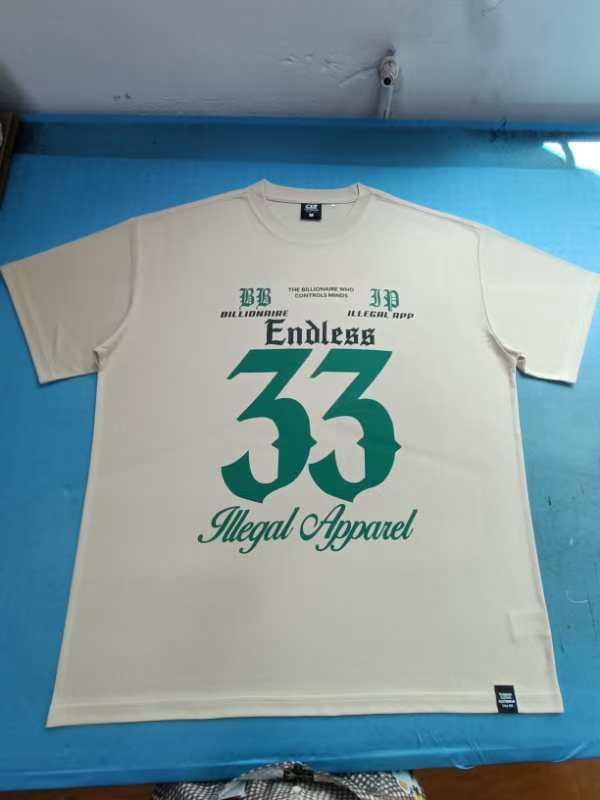 M
THE BILLIONAIRE WHO
CONTROLS MINDS
BB IP
BILLIONAIRE ILLEGAL APP
Endless
33
Illegal Apparel